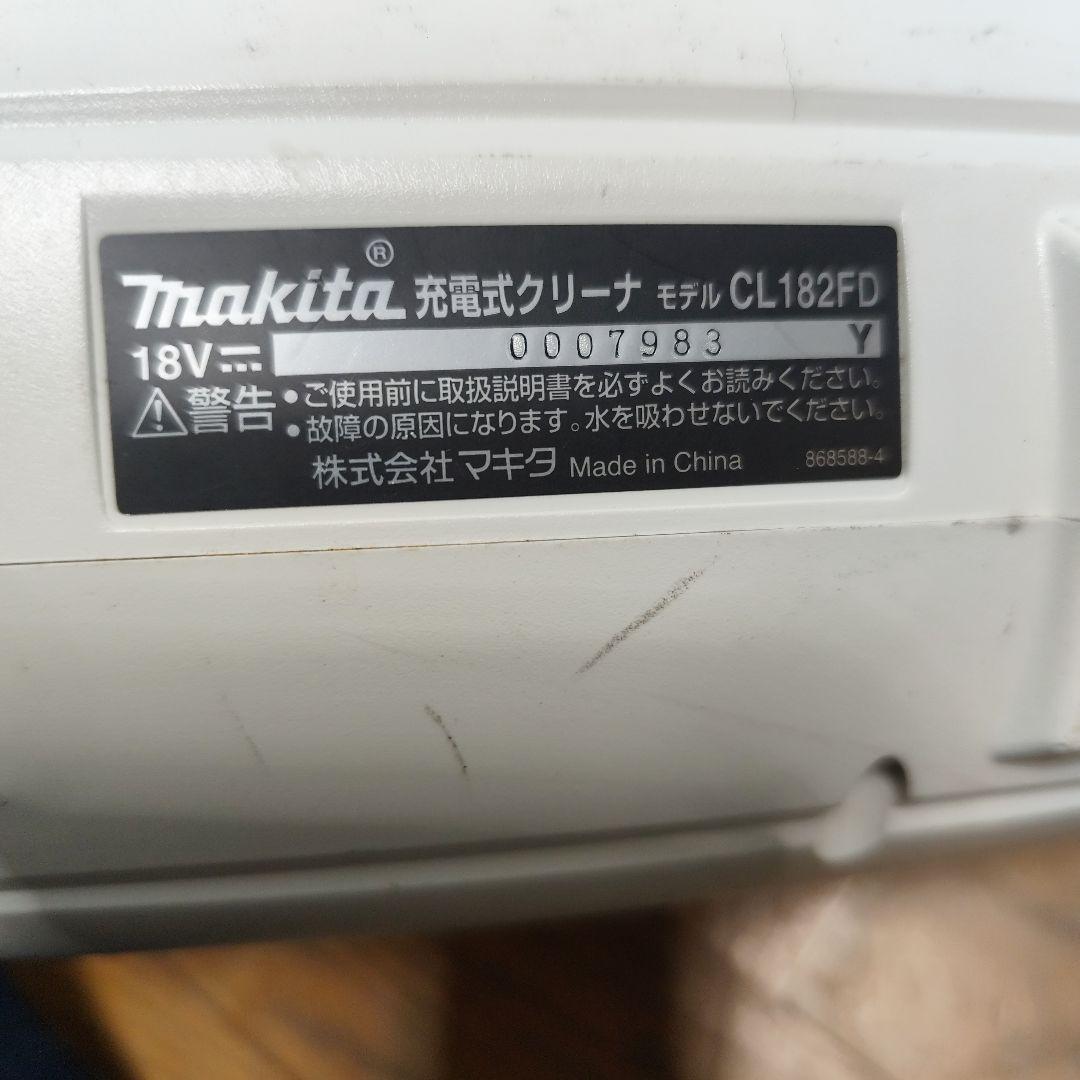 makita® 充電式クリーナ モデル CL182FD
18V⎓ 0007983 Y
⚠警告 ●ご使用前に取扱説明書を必ずよくお読みください。
●故障の原因になります。水を吸わせないでください。
株式会社マキタ Made in China 868588-4